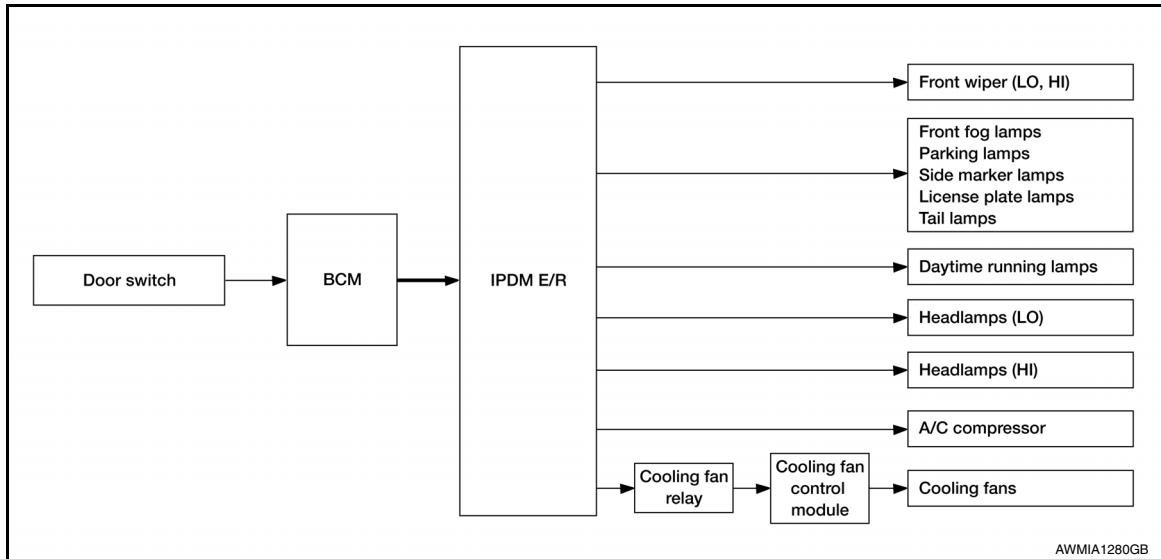 Door switch
BCM
IPDM E/R
Front wiper (LO, HI)
Front fog lamps
Parking lamps
Side marker lamps
License plate lamps
Tail lamps
Daytime running lamps
Headlamps (LO)
Headlamps (HI)
A/C compressor
Cooling fan
relay
Cooling fan
control
module
Cooling fans
AWMIA1280GB